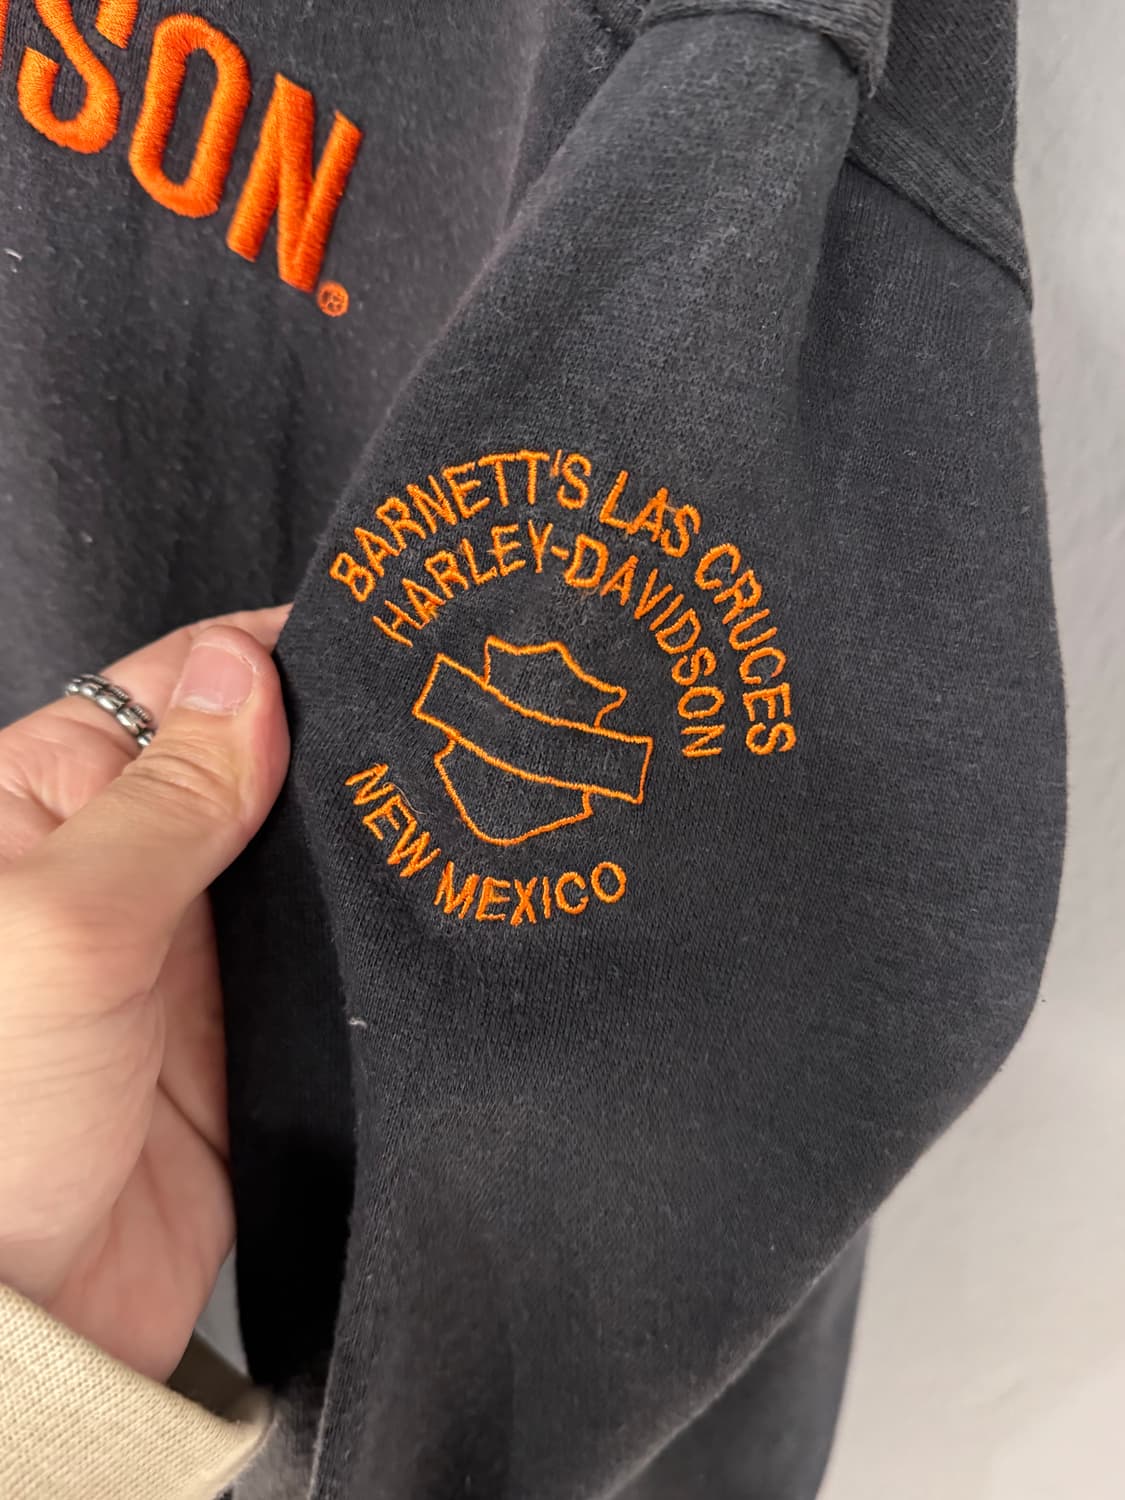 SON®
BARNETT'S LAS CRUCES
HARLEY-DAVIDSON
NEW MEXICO